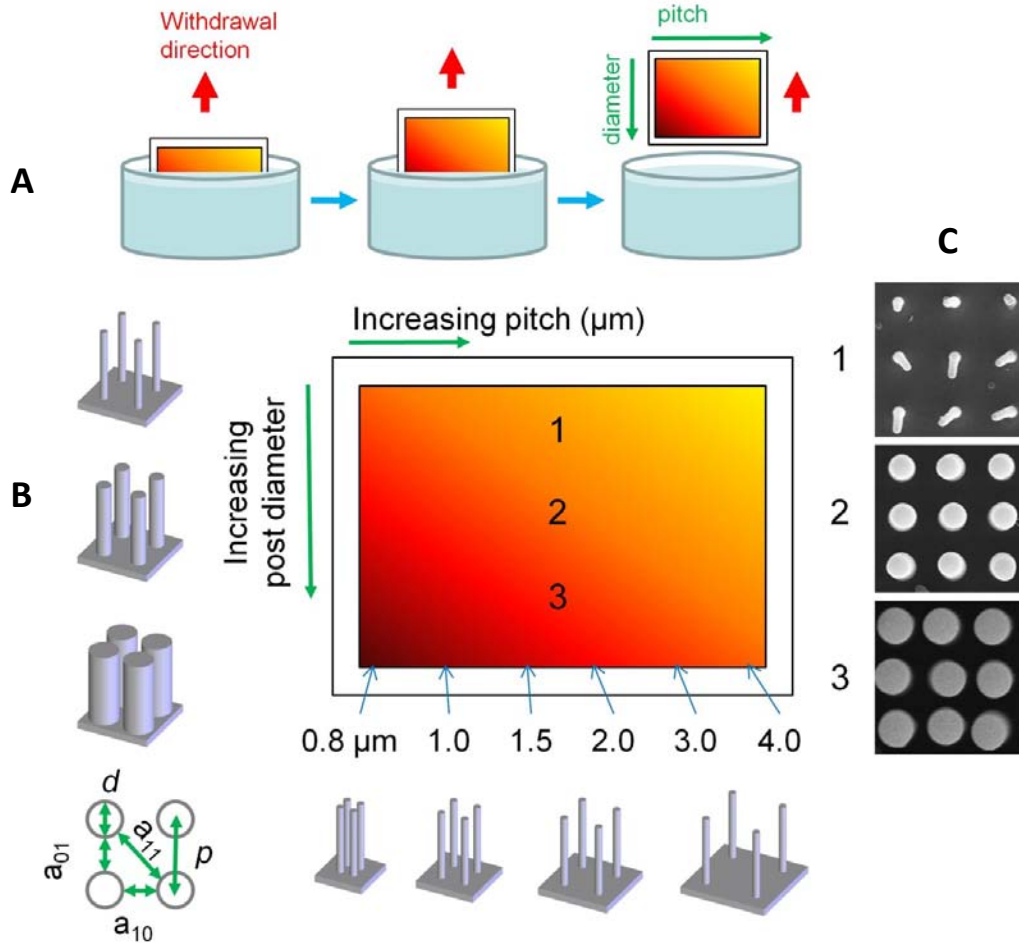 Withdrawal
direction
pitch
diameter
A
C
Increasing pitch (µm)
1
1
Increasing
post diameter
B
2
2
3
3
0.8 µm
1.0
1.5
2.0
3.0
4.0
d
a11
p
a01
a10